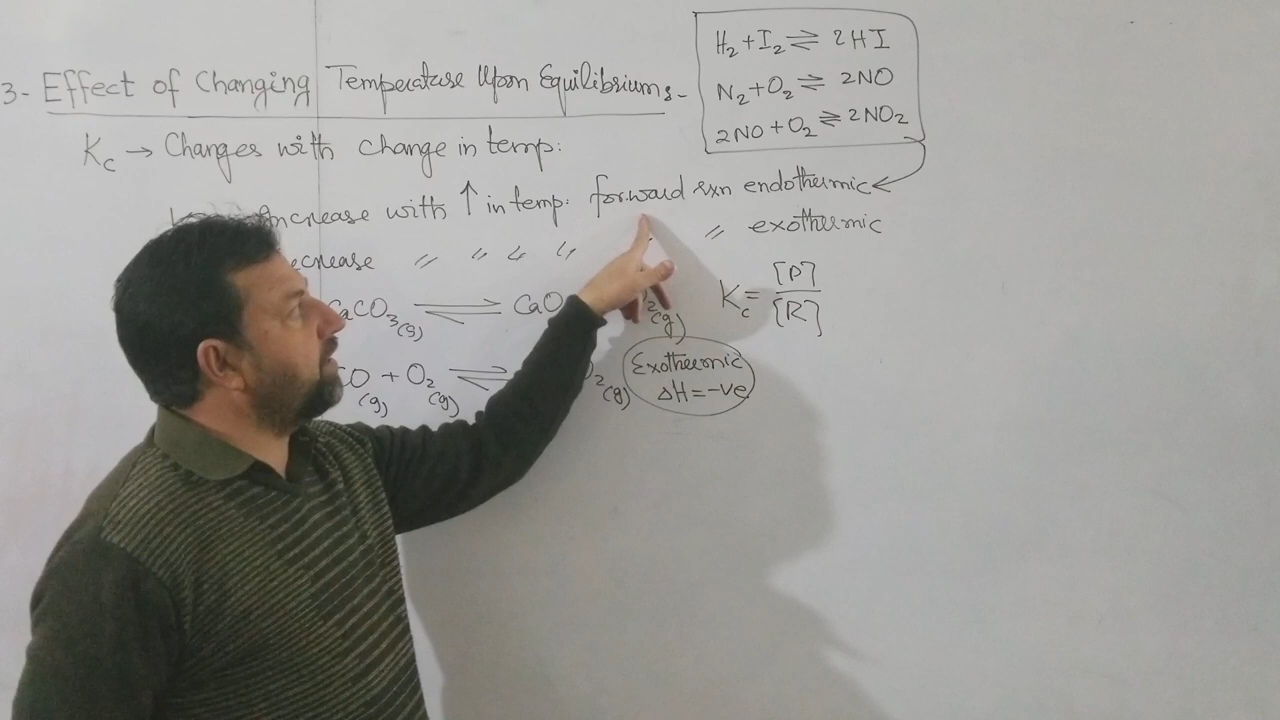 3- Effect of Changing Temperature Upon Equilibrium:-
H₂ + I₂ ⇌ 2HI
N₂ + O₂ ⇌ 2NO
2NO + O₂ ⇌ 2NO₂
Kc → Changes with change in temp:
Increase with ↑ in temp: forward rxn endothermic
ecrease 〃 〃 〃 〃 〃 exothermic
Kc = [P]/[R]
aCO₃(s) ⇌ CaO 2(g)
CO(g) + O₂(g) ⇌ 2(g)
Exothermic
ΔH = -ve